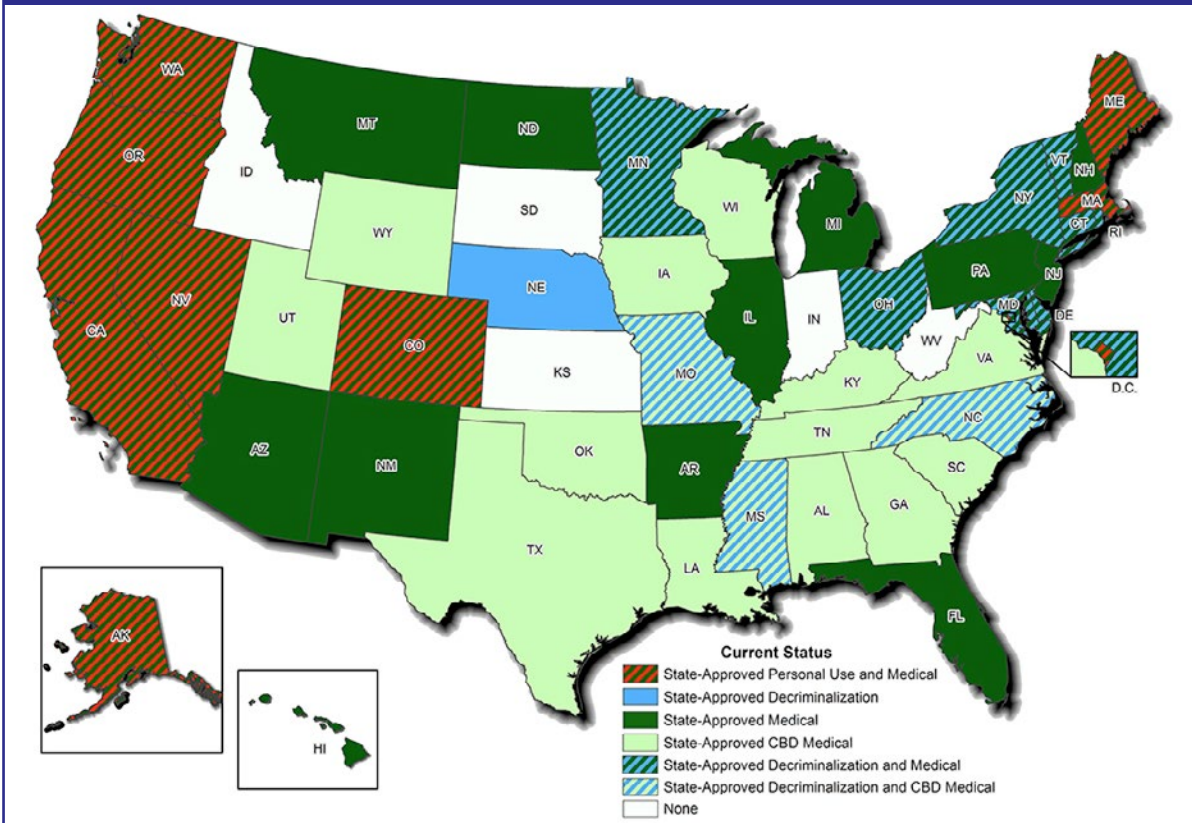 WA
MT
ND
MN
ME
OR
ID
SD
WI
VT
NH
NY
MA
CT
RI
MI
WY
IA
PA
NJ
NE
NV
UT
IL
IN
OH
MD
DE
CA
CO
KS
MO
WV
VA
KY
D.C.
NC
TN
AZ
NM
OK
AR
SC
MS
AL
GA
TX
LA
FL
AK
HI
Current Status
State-Approved Personal Use and Medical
State-Approved Decriminalization
State-Approved Medical
State-Approved CBD Medical
State-Approved Decriminalization and Medical
State-Approved Decriminalization and CBD Medical
None